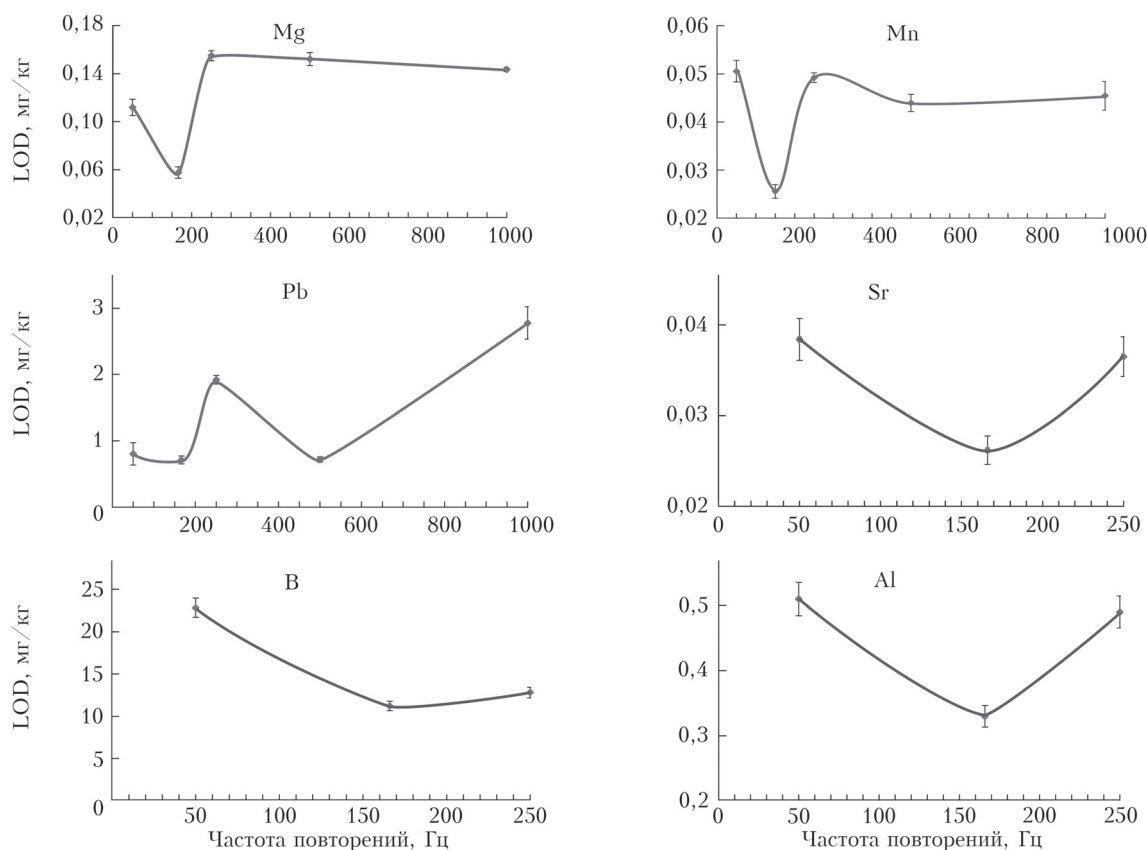 Mg
LOD, мг/кг
0,18
0,14
0,10
0,06
0,02
0 200 400 600 800 1000
Mn
0,06
0,05
0,04
0,03
0,02
0 200 400 600 800 1000
Pb
LOD, мг/кг
3
2
1
0
200 400 600 800 1000
Sr
0,04
0,03
0,02
0 50 100 150 200 250
B
LOD, мг/кг
25
20
15
10
5
0
50 100 150 200 250
Частота повторений, Гц
Al
0,5
0,4
0,3
0,2
0 50 100 150 200 250
Частота повторений, Гц